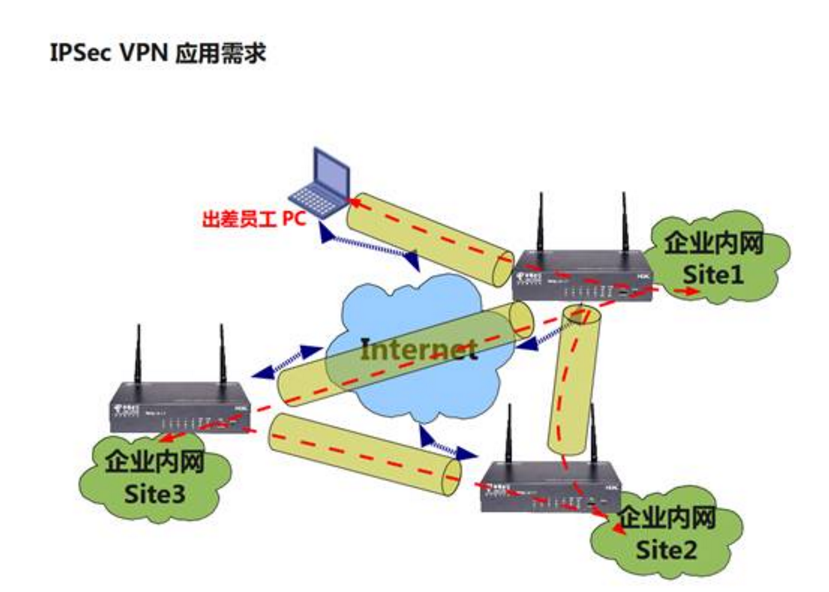 IPSec VPN 应用需求
出差员工 PC
企业内网
Site1
Internet
企业内网
Site3
企业内网
Site2